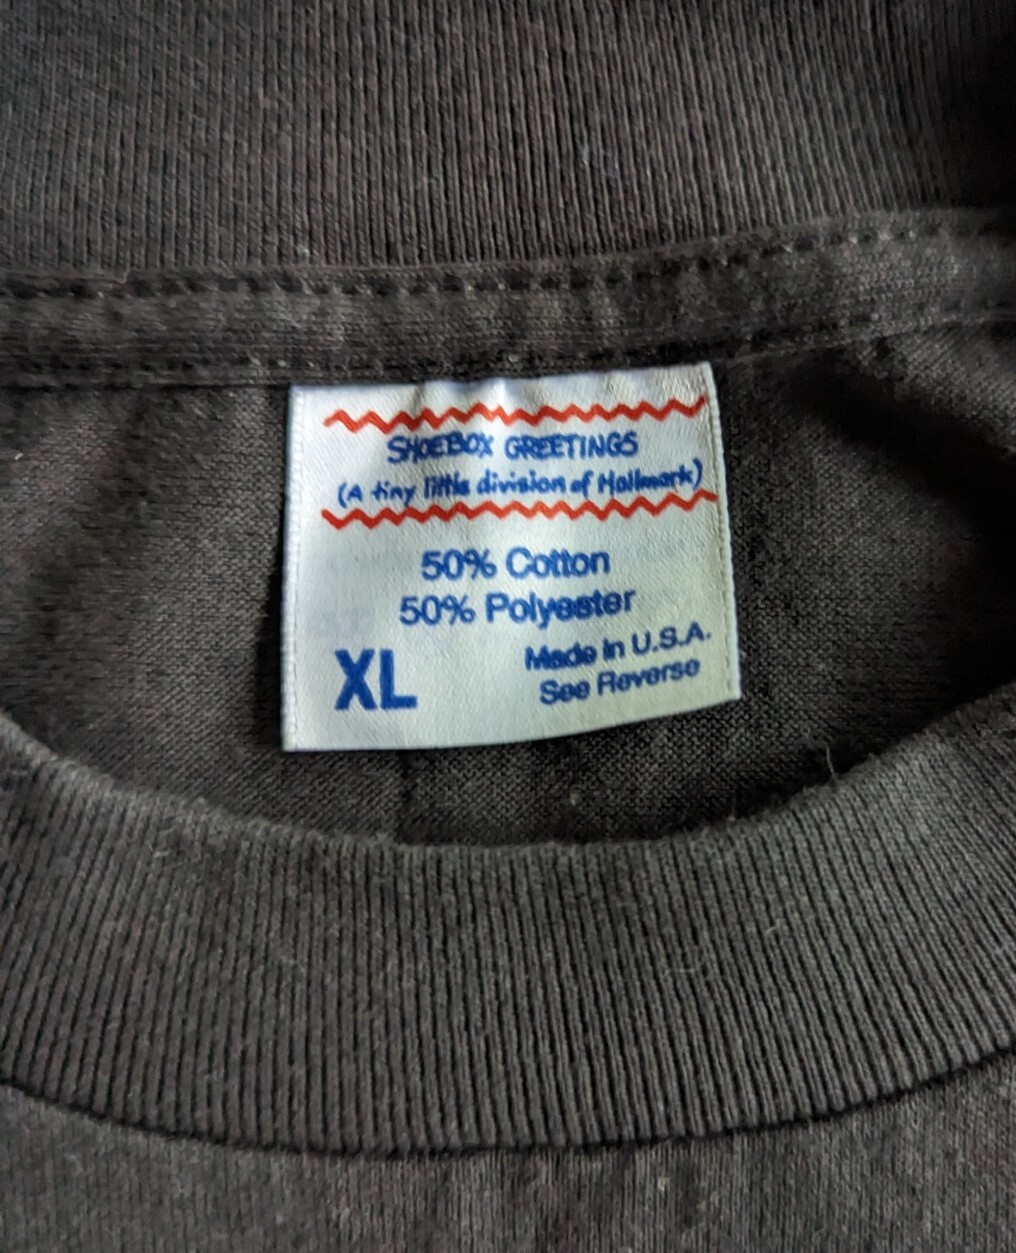 SHOEBOX GREETINGS
(A tiny little division of Hallmark)
50% Cotton
50% Polyester
XL
Made in U.S.A.
See Reverse